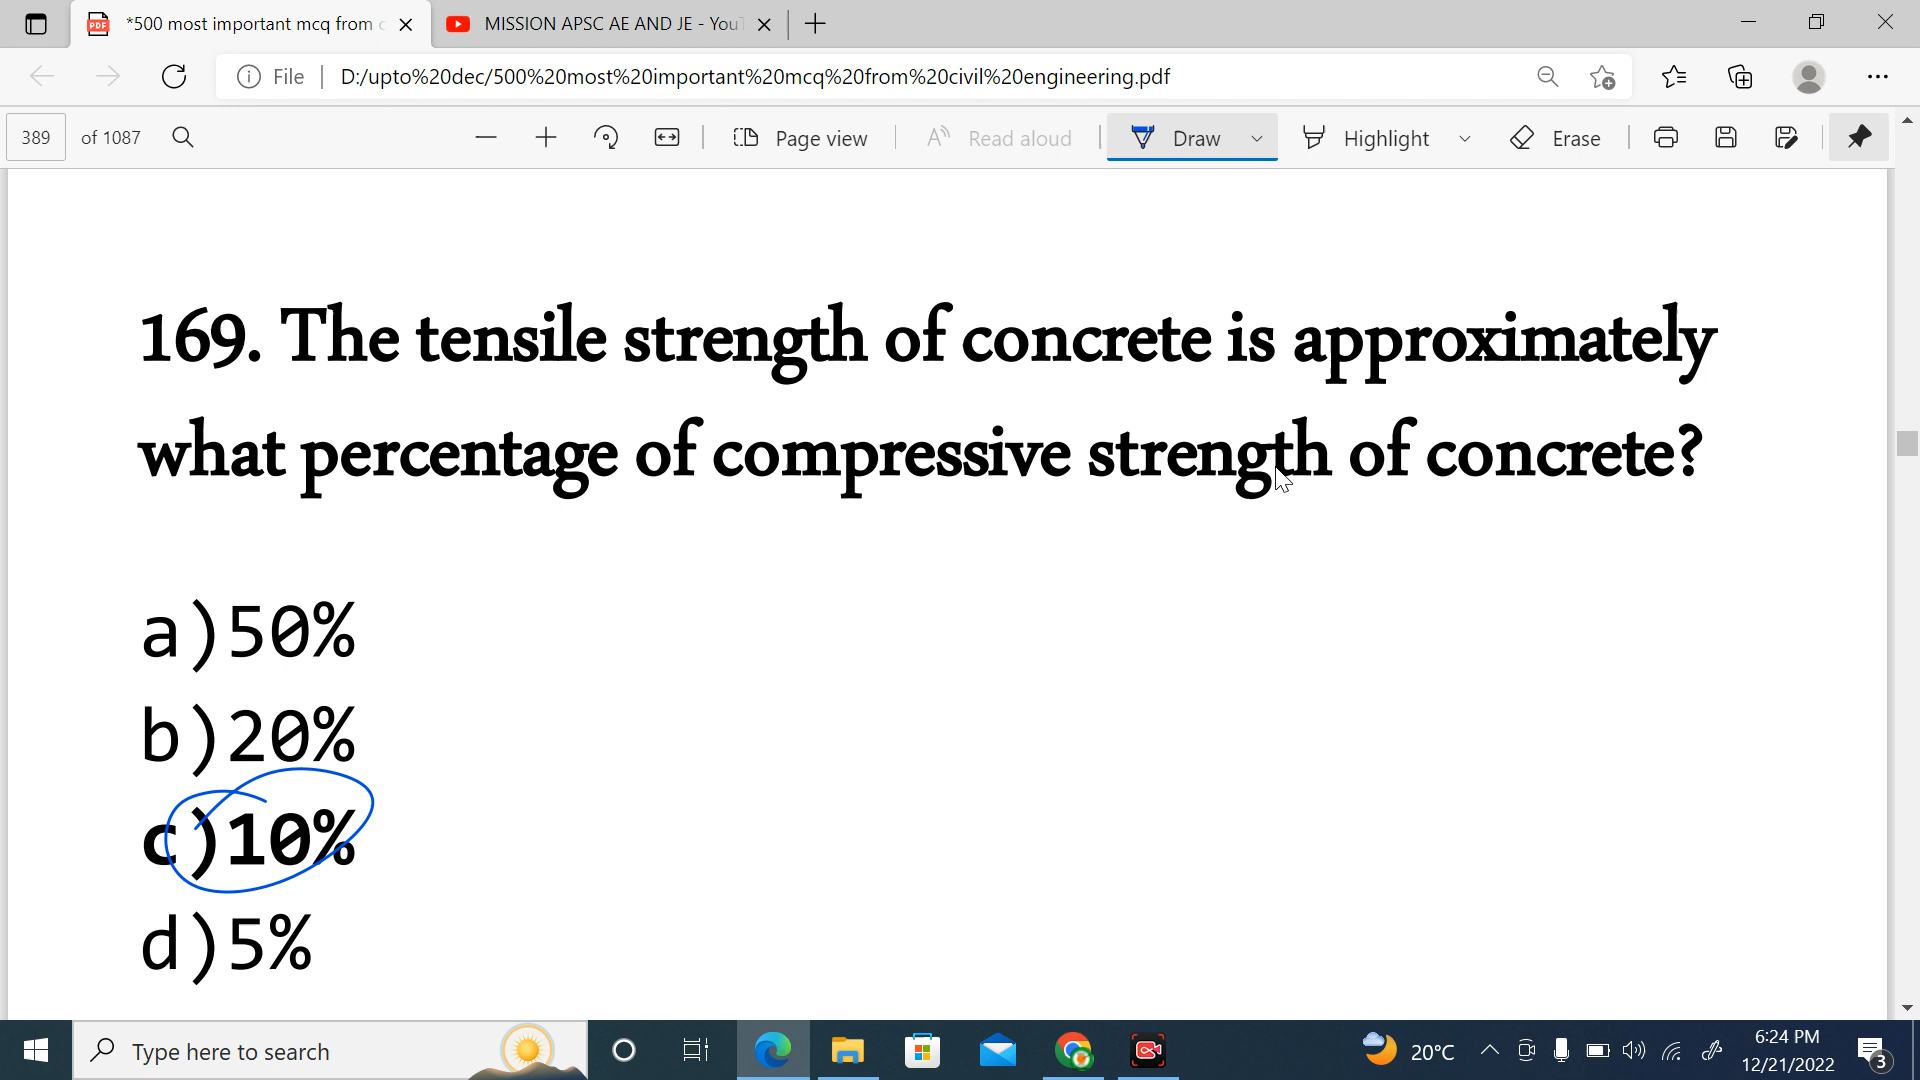 *500 most important mcq from c
MISSION APSC AE AND JE - YouT
File
D:/upto%20dec/500%20most%20important%20mcq%20from%20civil%20engineering.pdf
389 of 1087
Page view
Read aloud
Draw
Highlight
Erase
169. The tensile strength of concrete is approximately
what percentage of compressive strength of concrete?
a)50%
b)20%
c)10%
d)5%
Type here to search
20°C
6:24 PM
12/21/2022
3